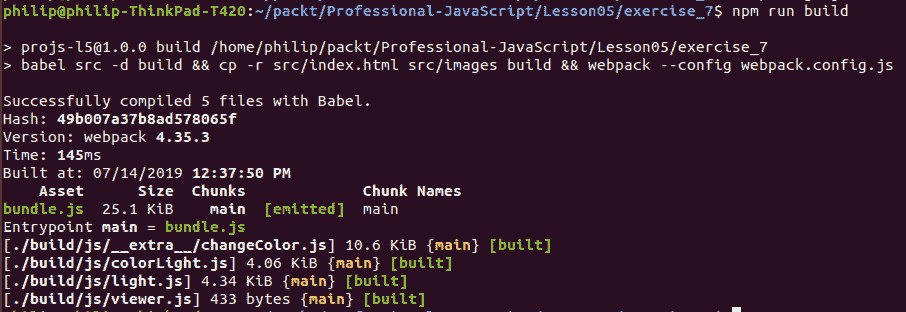 philip@philip-ThinkPad-T420:~/packt/Professional-JavaScript/Lesson05/exercise_7$ npm run build
> projs-l5@1.0.0 build /home/philip/packt/Professional-JavaScript/Lesson05/exercise_7
> babel src -d build && cp -r src/index.html src/images build && webpack --config webpack.config.js
Successfully compiled 5 files with Babel.
Hash: 49b007a37b8ad578065f
Version: webpack 4.35.3
Time: 145ms
Built at: 07/14/2019 12:37:50 PM
Asset Size Chunks Chunk Names
bundle.js 25.1 KiB main [emitted] main
Entrypoint main = bundle.js
[./build/js/__extra__/changeColor.js] 10.6 KiB {main} [built]
[./build/js/colorLight.js] 4.06 KiB {main} [built]
[./build/js/light.js] 4.34 KiB {main} [built]
[./build/js/viewer.js] 433 bytes {main} [built]